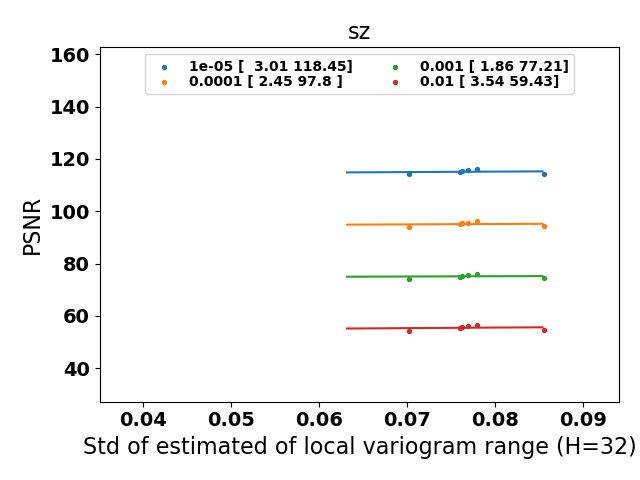 sz
160
1e-05 [  3.01 118.45]
0.001 [ 1.86 77.21]
0.0001 [ 2.45 97.8 ]
0.01 [ 3.54 59.43]
140
120
100
80
60
40
PSNR
0.04 0.05 0.06 0.07 0.08 0.09
Std of estimated of local variogram range (H=32)